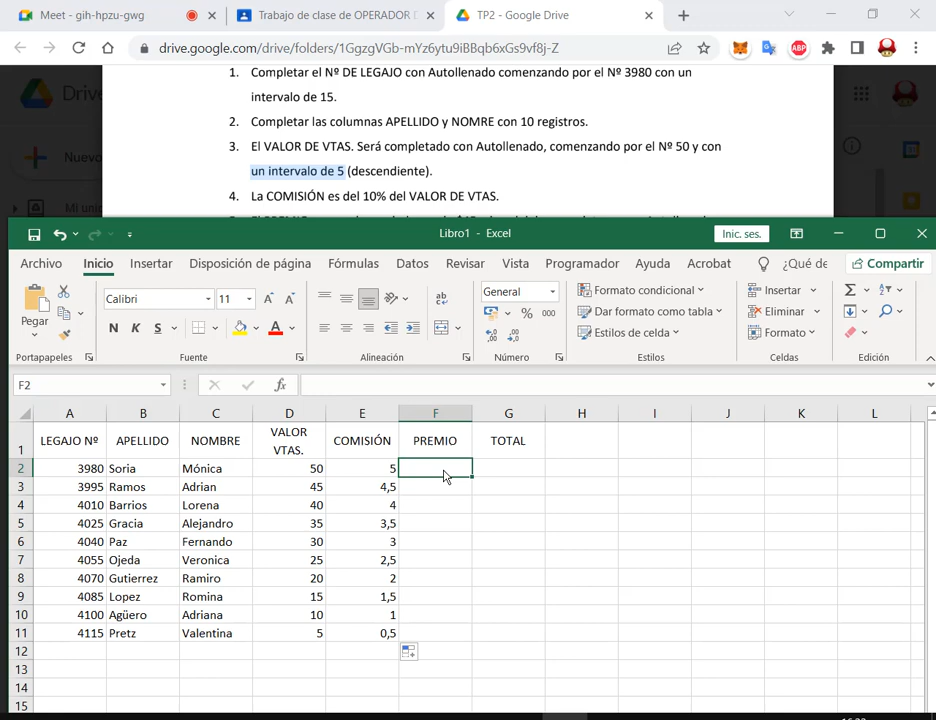 Meet - gih-hpzu-gwg
Trabajo de clase de OPERADOR
TP2 - Google Drive
drive.google.com/drive/folders/1GgzgVGb-mYz6ytu9iBBqb6xGs9vf8j-Z
ABP
1. Completar el Nº DE LEGAJO con Autollenado comenzando por el Nº 3980 con un
intervalo de 15.
2. Completar las columnas APELLIDO y NOMRE con 10 registros.
3. El VALOR DE VTAS. Será completado con Autollenado, comenzando por el Nº 50 y con
un intervalo de 5 (descendiente).
4. La COMISIÓN es del 10% del VALOR DE VTAS.
Drive
Nuevo
Mi uni
Libro1 - Excel
Inic. ses.
Archivo Inicio Insertar Disposición de página Fórmulas Datos Revisar Vista Programador Ayuda Acrobat ¿Qué de Compartir
Pegar
Calibri 11
N K S
General
% 000
Formato condicional
Dar formato como tabla
Estilos de celda
Insertar
Eliminar
Formato
Portapapeles Fuente Alineación Número Estilos Celdas Edición
F2
fx
A B C D E F G H I J K L
1 LEGAJO Nº APELLIDO NOMBRE VALOR VTAS. COMISIÓN PREMIO TOTAL
2 3980 Soria Mónica 50 5
3 3995 Ramos Adrian 45 4,5
4 4010 Barrios Lorena 40 4
5 4025 Gracia Alejandro 35 3,5
6 4040 Paz Fernando 30 3
7 4055 Ojeda Veronica 25 2,5
8 4070 Gutierrez Ramiro 20 2
9 4085 Lopez Romina 15 1,5
10 4100 Agüero Adriana 10 1
11 4115 Pretz Valentina 5 0,5
12
13
14
15